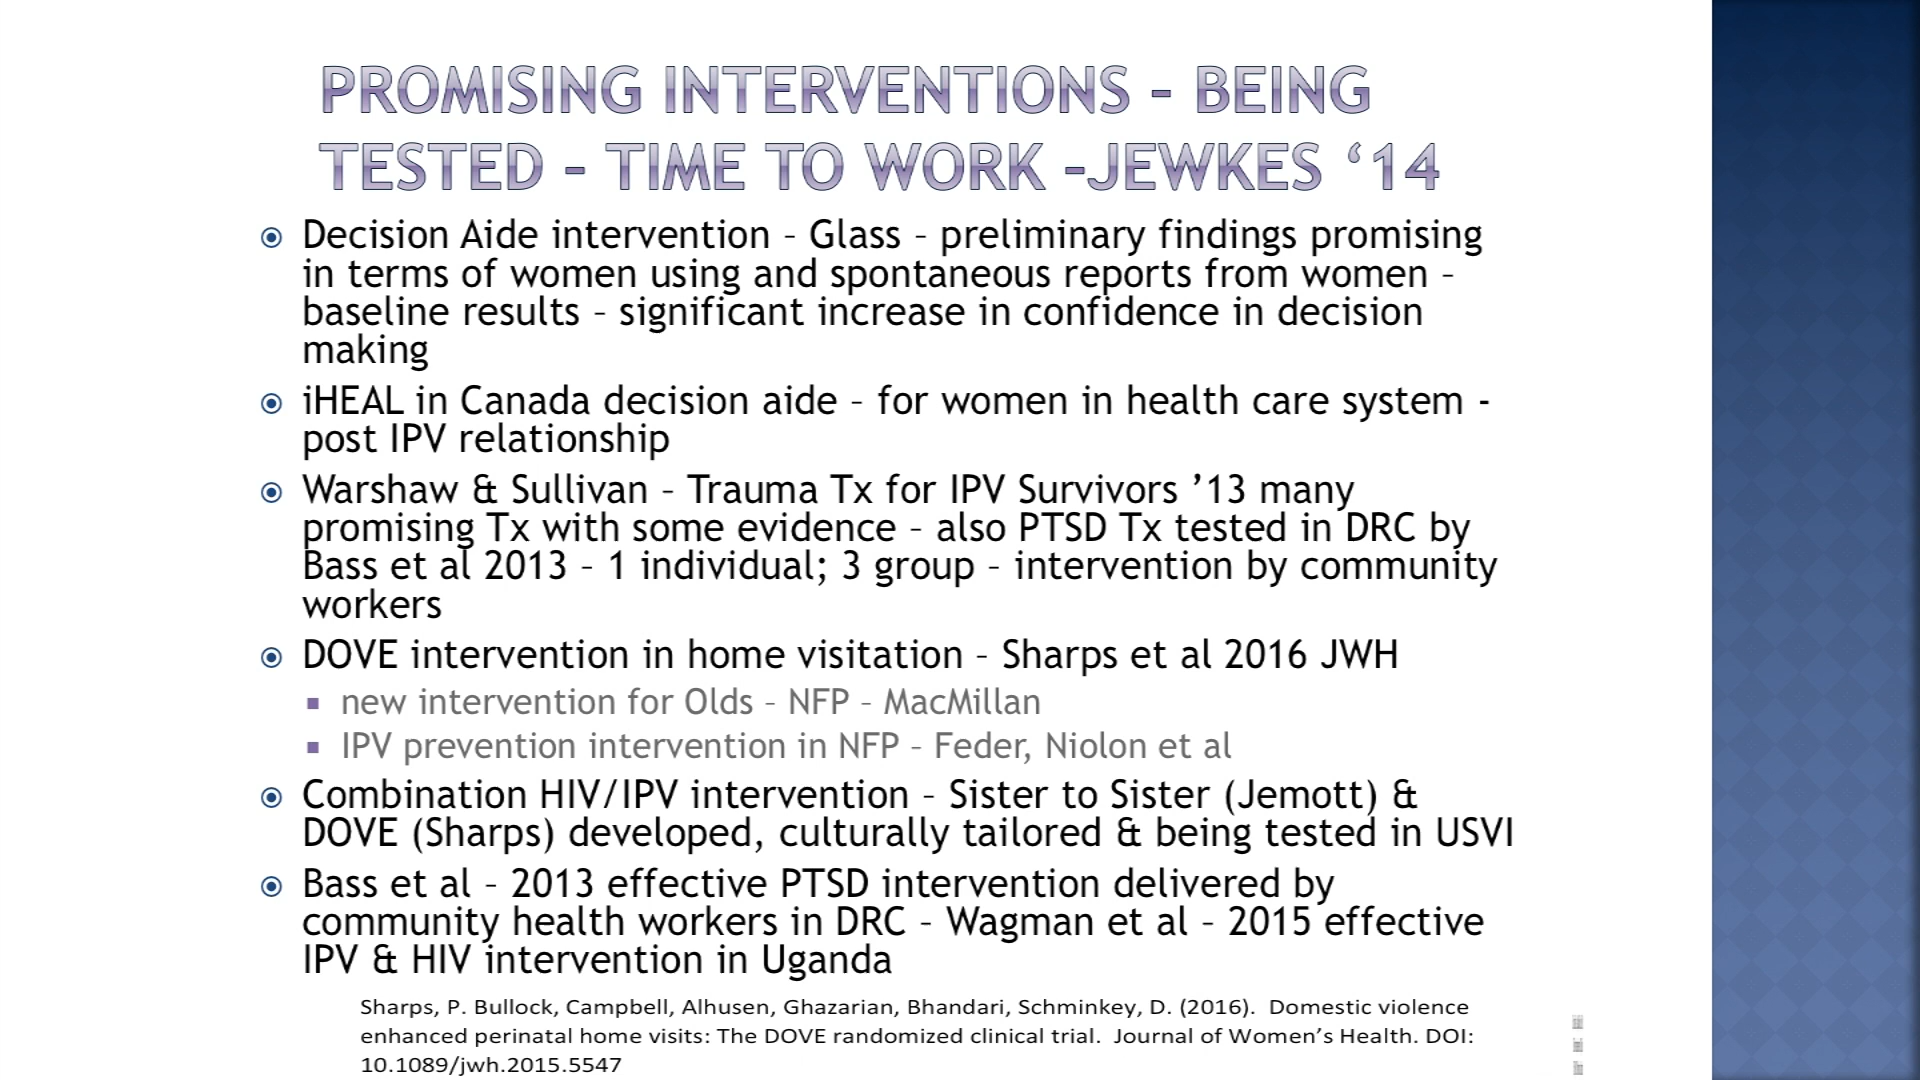 PROMISING INTERVENTIONS – BEING
TESTED – TIME TO WORK –JEWKES ‘14
Decision Aide intervention – Glass – preliminary findings promising
in terms of women using and spontaneous reports from women –
baseline results – significant increase in confidence in decision
making
iHEAL in Canada decision aide – for women in health care system -
post IPV relationship
Warshaw & Sullivan – Trauma Tx for IPV Survivors ’13 many
promising Tx with some evidence – also PTSD Tx tested in DRC by
Bass et al 2013 – 1 individual; 3 group – intervention by community
workers
DOVE intervention in home visitation – Sharps et al 2016 JWH
new intervention for Olds – NFP – MacMillan
IPV prevention intervention in NFP – Feder, Niolon et al
Combination HIV/IPV intervention – Sister to Sister (Jemott) &
DOVE (Sharps) developed, culturally tailored & being tested in USVI
Bass et al – 2013 effective PTSD intervention delivered by
community health workers in DRC – Wagman et al – 2015 effective
IPV & HIV intervention in Uganda
Sharps, P. Bullock, Campbell, Alhusen, Ghazarian, Bhandari, Schminkey, D. (2016).  Domestic violence
enhanced perinatal home visits: The DOVE randomized clinical trial.  Journal of Women’s Health. DOI:
10.1089/jwh.2015.5547